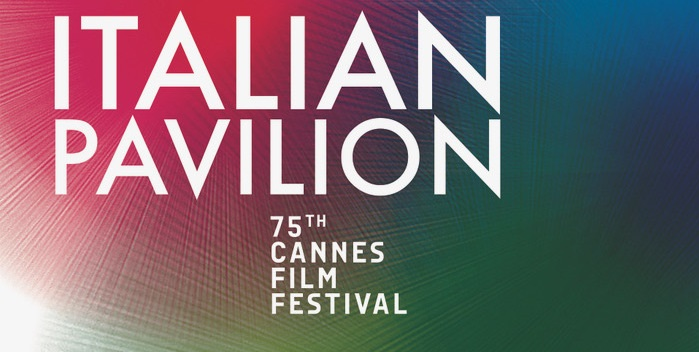 ITALIAN
PAVILION
75TH
CANNES
FILM
FESTIVAL